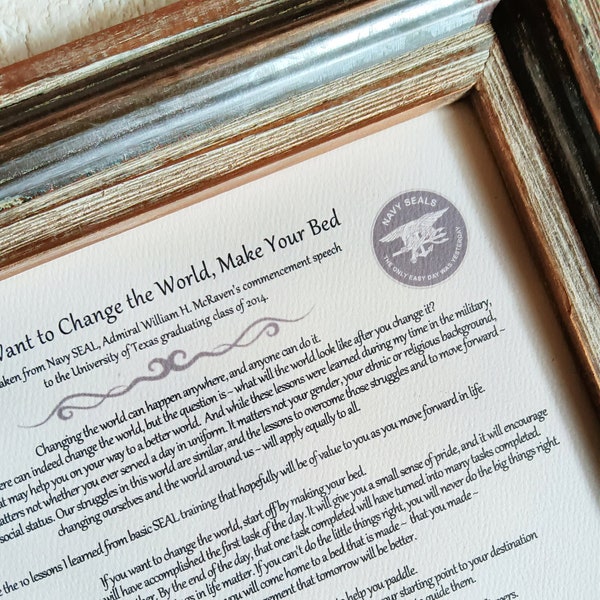 Want to Change the World, Make Your Bed
taken from Navy SEAL, Admiral William H. McRaven's commencement speech
to the University of Texas graduating class of 2014.
NAVY SEALS
THE ONLY EASY DAY WAS YESTERDAY
Changing the world can happen anywhere, and anyone can do it.
here can indeed change the world, but the question is ~ what will the world look like after you change it?
at may help you on your way to a better world. And while these lessons were learned during my time in the military,
matters not whether you ever served a day in uniform. It matters not your gender, your ethnic or religious background,
social status. Our struggles in this world are similar, and the lessons to overcome those struggles and to move forward ~
changing ourselves and the world around us ~ will apply equally to all.
e the 10 lessons I learned from basic SEAL training that hopefully will be of value to you as you move forward in life.
If you want to change the world, start off by making your bed.
will have accomplished the first task of the day. It will give you a small sense of pride, and it will encourage
ther. By the end of the day, that one task completed will have turned into many tasks completed.
ngs in life matter. If you can't do the little things right, you will never do the big things right.
you will come home to a bed that is made ~ that you made ~
agement that tomorrow will be better.
to help you paddle.
your starting point to your destination
guide them.